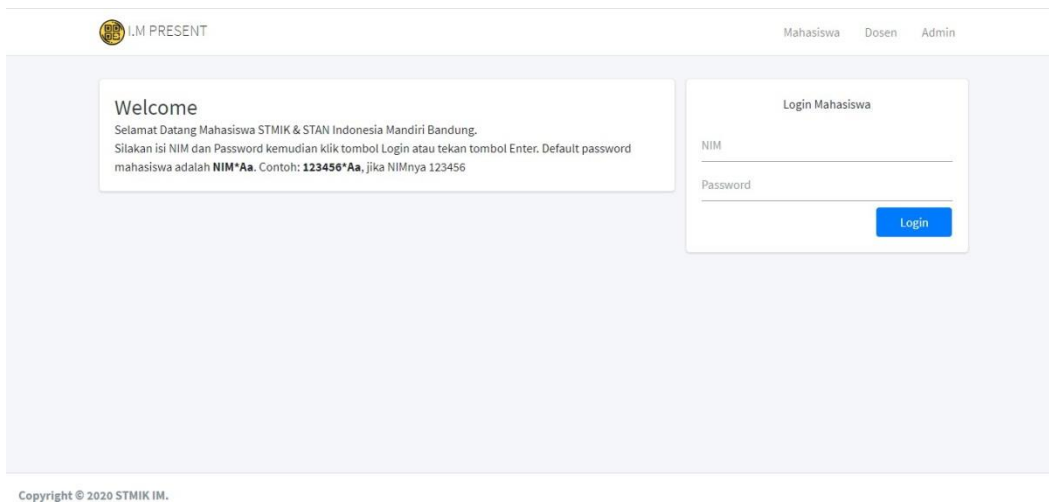 I.M PRESENT
Mahasiswa Dosen Admin
Welcome
Selamat Datang Mahasiswa STMIK & STAN Indonesia Mandiri Bandung.
Silakan isi NIM dan Password kemudian klik tombol Login atau tekan tombol Enter. Default password
mahasiswa adalah NIM*Aa. Contoh: 123456*Aa, jika NIMnya 123456
Login Mahasiswa
NIM
Password
Login
Copyright © 2020 STMIK IM.